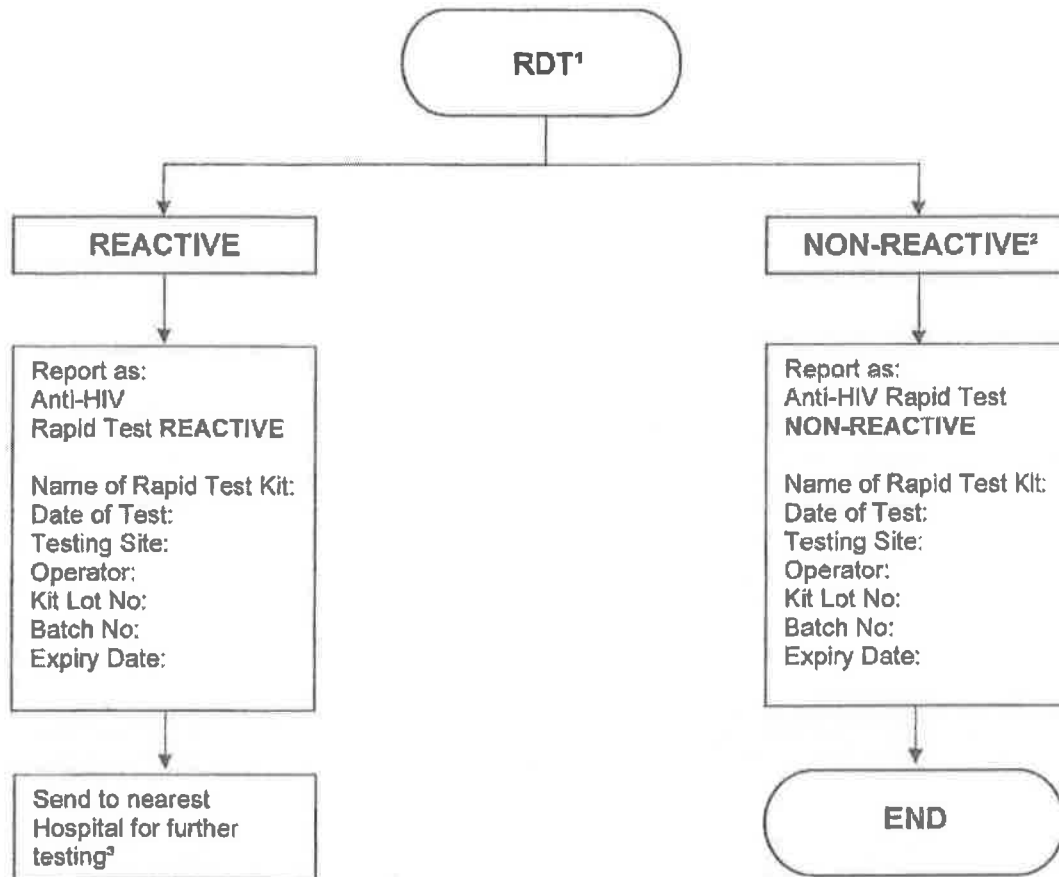 RDT¹
REACTIVE
NON-REACTIVE²
Report as:
Anti-HIV
Rapid Test REACTIVE
Name of Rapid Test Kit:
Date of Test:
Testing Site:
Operator:
Kit Lot No:
Batch No:
Expiry Date:
Report as:
Anti-HIV Rapid Test
NON-REACTIVE
Name of Rapid Test Kit:
Date of Test:
Testing Site:
Operator:
Kit Lot No:
Batch No:
Expiry Date:
Send to nearest
Hospital for further
testing³
END